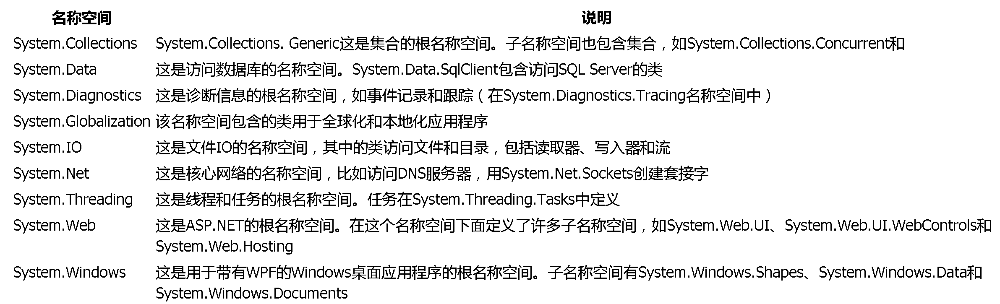 名称空间 说明
System.Collections System.Collections. Generic这是集合的根名称空间。子名称空间也包含集合，如System.Collections.Concurrent和
System.Data 这是访问数据库的名称空间。System.Data.SqlClient包含访问SQL Server的类
System.Diagnostics 这是诊断信息的根名称空间，如事件记录和跟踪（在System.Diagnostics.Tracing名称空间中）
System.Globalization 该名称空间包含的类用于全球化和本地化应用程序
System.IO 这是文件IO的名称空间，其中的类访问文件和目录，包括读取器、写入器和流
System.Net 这是核心网络的名称空间，比如访问DNS服务器，用System.Net.Sockets创建套接字
System.Threading 这是线程和任务的根名称空间。任务在System.Threading.Tasks中定义
System.Web 这是ASP.NET的根名称空间。在这个名称空间下面定义了许多子名称空间，如System.Web.UI、System.Web.UI.WebControls和
System.Web.Hosting
System.Windows 这是用于带有WPF的Windows桌面应用程序的根名称空间。子名称空间有System.Windows.Shapes、System.Windows.Data和
System.Windows.Documents